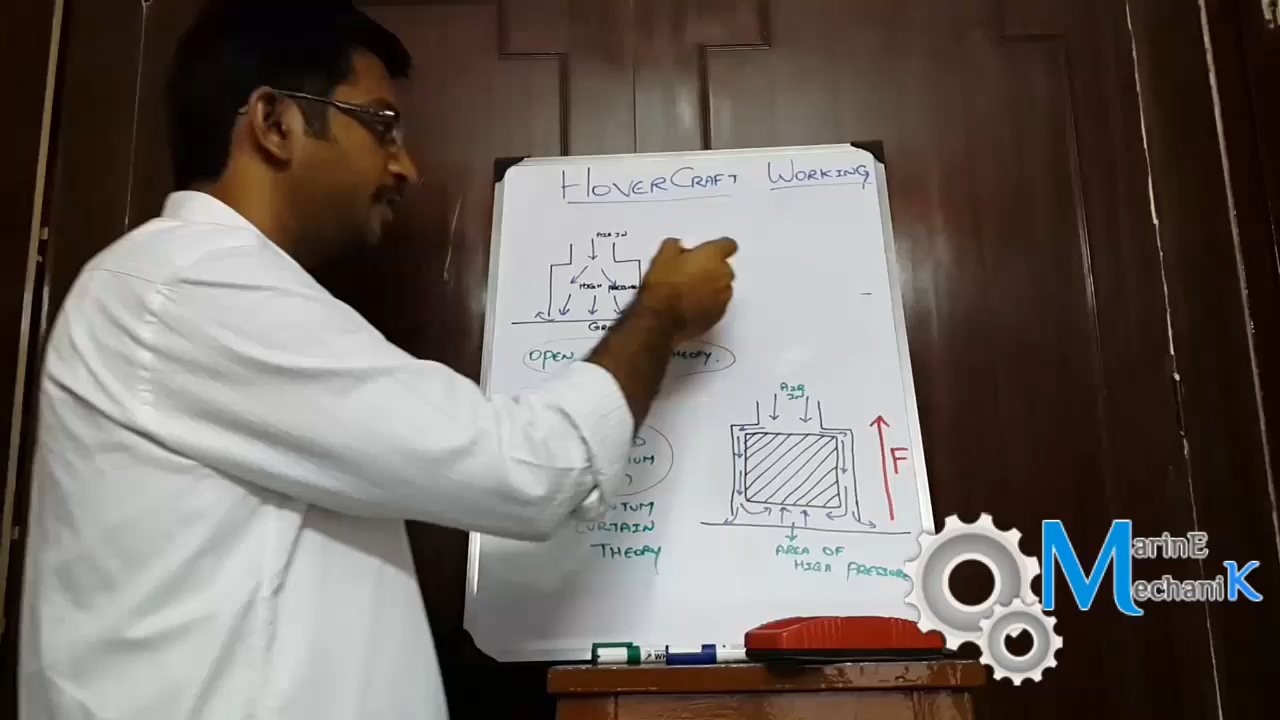 HOVERCRAFT WORKING
AIR IN
HIGH PRESSURE
OPEN THEORY.
AIR
IN
F
CURTAIN
THEORY
AREA OF
HIGH PRESSURE
MarinE
MechaniK